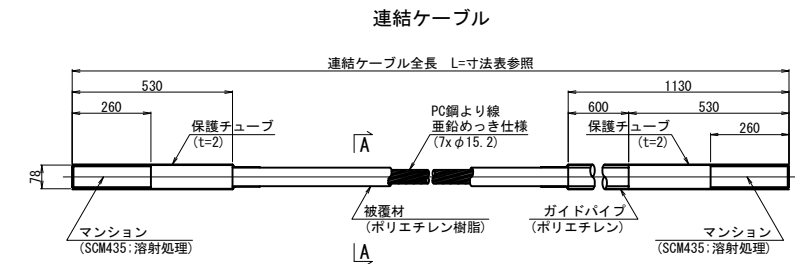 連結ケーブル
連結ケーブル全長　L=寸法表参照
530
1130
260
600
530
260
保護チューブ
(t=2)
PC鋼より線
亜鉛めっき仕様
(7xφ15.2)
保護チューブ
(t=2)
A
78
被覆材
(ポリエチレン樹脂)
ガイドパイプ
(ポリエチレン)
マンション
(SCM435:溶射処理)
マンション
(SCM435:溶射処理)
A